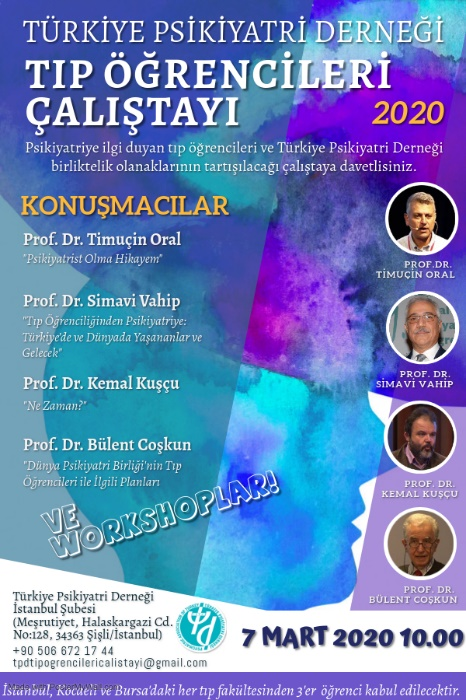 TÜRKİYE PSİKİYATRİ DERNEĞİ
TIP ÖĞRENCİLERİ
ÇALIŞTAYI
2020
Psikiyatriye ilgi duyan tıp öğrencileri ve Türkiye Psikiyatri Derneği
birliktelik olanaklarının tartışılacağı çalıştaya davetlisiniz.
KONUŞMACILAR
Prof. Dr. Timuçin Oral
"Psikiyatrist Olma Hikayem"
Prof. Dr. Simavi Vahip
"Tıp Öğrenciliğinden Psikiyatriye:
Türkiye'de ve Dünyada Yaşananlar ve
Gelecek"
Prof. Dr. Kemal Kuşçu
"Ne Zaman?"
Prof. Dr. Bülent Coşkun
"Dünya Psikiyatri Birliği'nin Tıp
Öğrencileri ile İlgili Planları
VE
WORKSHOPLAR!
PROF.DR.
TİMUÇİN ORAL
PROF. DR.
SİMAVİ VAHİP
PROF. DR.
KEMAL KUŞÇU
PROF. DR.
BÜLENT COŞKUN
Türkiye Psikiyatri Derneği
İstanbul Şubesi
(Meşrutiyet, Halaskargazi Cd.
No:128, 34363 Şişli/İstanbul)
+90 506 672 17 44
tpdtipogrencilericalistayi@gmail.com
7 MART 2020 10.00
İstanbul, Kocaeli ve Bursa'daki her tıp fakültesinden 3'er öğrenci kabul edilecektir.